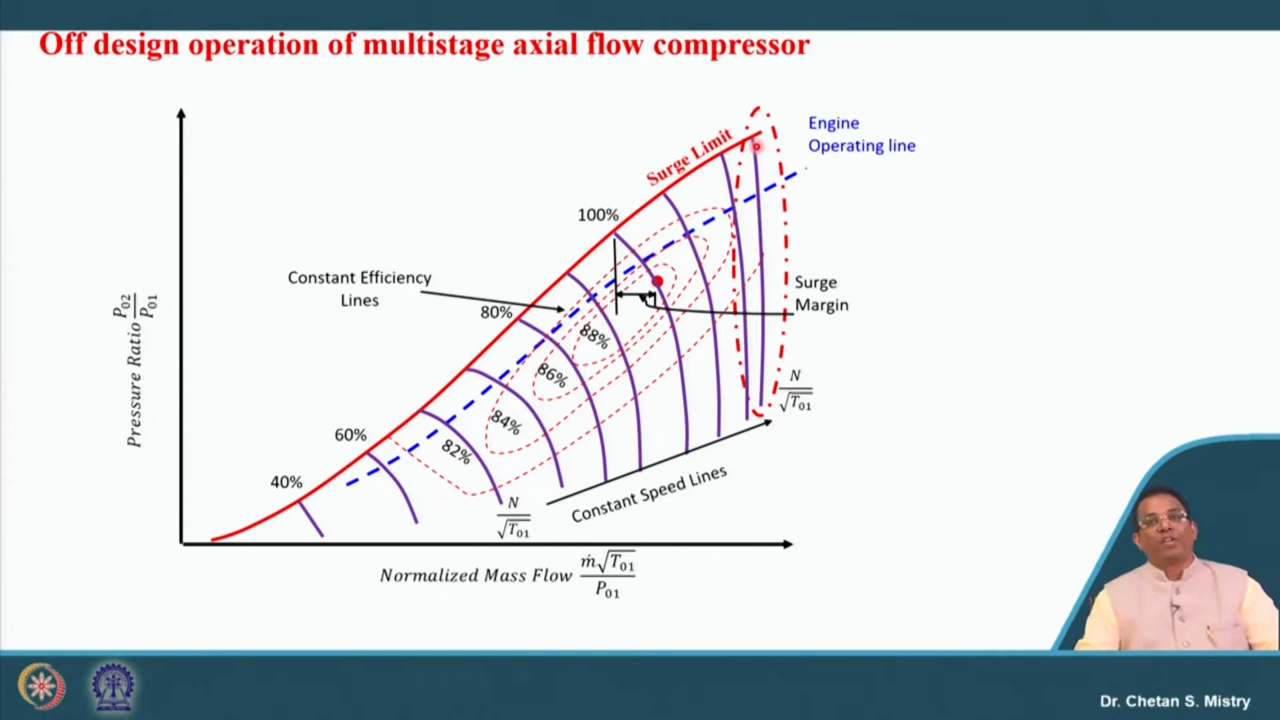 Off design operation of multistage axial flow compressor
Engine
Operating line
Surge Limit
100%
Constant Efficiency
Lines
80%
Surge
Margin
Pressure Ratio P02/P01
88%
86%
84%
82%
60%
40%
N/√T01
Constant Speed Lines
N/√T01
Normalized Mass Flow ṁ√T01/P01
Dr. Chetan S. Mistry